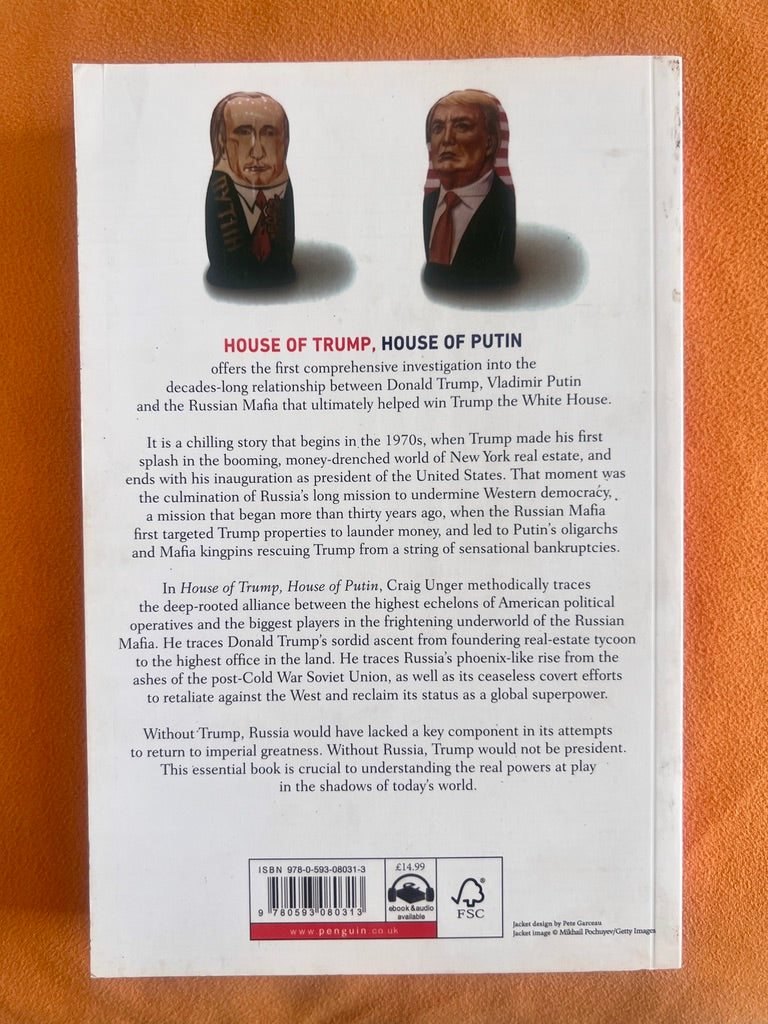 HILLAR
HOUSE OF TRUMP, HOUSE OF PUTIN
offers the first comprehensive investigation into the
decades-long relationship between Donald Trump, Vladimir Putin
and the Russian Mafia that ultimately helped win Trump the White House.
It is a chilling story that begins in the 1970s, when Trump made his first
splash in the booming, money-drenched world of New York real estate, and
ends with his inauguration as president of the United States. That moment was
the culmination of Russia's long mission to undermine Western democracy,
a mission that began more than thirty years ago, when the Russian Mafia
first targeted Trump properties to launder money, and led to Putin's oligarchs
and Mafia kingpins rescuing Trump from a string of sensational bankruptcies.
In House of Trump, House of Putin, Craig Unger methodically traces
the deep-rooted alliance between the highest echelons of American political
operatives and the biggest players in the frightening underworld of the Russian
Mafia. He traces Donald Trump's sordid ascent from foundering real-estate tycoon
to the highest office in the land. He traces Russia's phoenix-like rise from the
ashes of the post-Cold War Soviet Union, as well as its ceaseless covert efforts
to retaliate against the West and reclaim its status as a global superpower.
Without Trump, Russia would have lacked a key component in its attempts
to return to imperial greatness. Without Russia, Trump would not be president.
This essential book is crucial to understanding the real powers at play
in the shadows of today's world.
ISBN 978-0-593-08031-3
9 780593 080313
£14.99
ebook & audio
available
FSC
®
www.penguin.co.uk
Jacket design by Pete Garceau
Jacket image © Mikhail Pochuyev/Getty Images